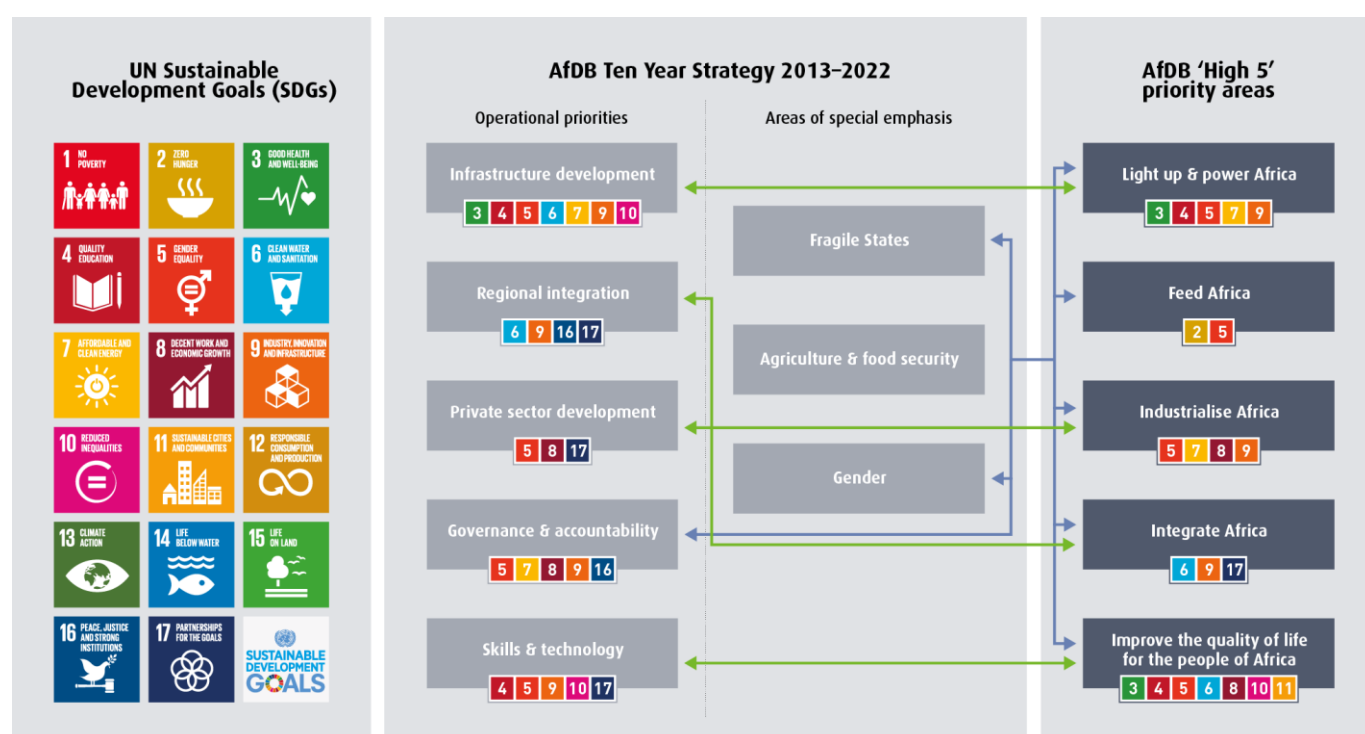 UN Sustainable
Development Goals (SDGs)
1 NO
POVERTY
2 ZERO
HUNGER
3 GOOD HEALTH
AND WELL-BEING
4 QUALITY
EDUCATION
5 GENDER
EQUALITY
6 CLEAN WATER
AND SANITATION
7 AFFORDABLE AND
CLEAN ENERGY
8 DECENT WORK AND
ECONOMIC GROWTH
9 INDUSTRY, INNOVATION
AND INFRASTRUCTURE
10 REDUCED
INEQUALITIES
11 SUSTAINABLE CITIES
AND COMMUNITIES
12 RESPONSIBLE
CONSUMPTION
AND PRODUCTION
13 CLIMATE
ACTION
14 LIFE
BELOW WATER
15 LIFE
ON LAND
16 PEACE, JUSTICE
AND STRONG
INSTITUTIONS
17 PARTNERSHIPS
FOR THE GOALS
SUSTAINABLE
DEVELOPMENT
GOALS
AfDB Ten Year Strategy 2013–2022
Operational priorities
Infrastructure development
3 4 5 6 7 9 10
Regional integration
6 9 16 17
Private sector development
5 8 17
Governance & accountability
5 7 8 9 16
Skills & technology
4 5 9 10 17
Areas of special emphasis
Fragile States
Agriculture & food security
Gender
AfDB ‘High 5’
priority areas
Light up & power Africa
3 4 5 7 9
Feed Africa
2 5
Industrialise Africa
5 7 8 9
Integrate Africa
6 9 17
Improve the quality of life
for the people of Africa
3 4 5 6 8 10 11